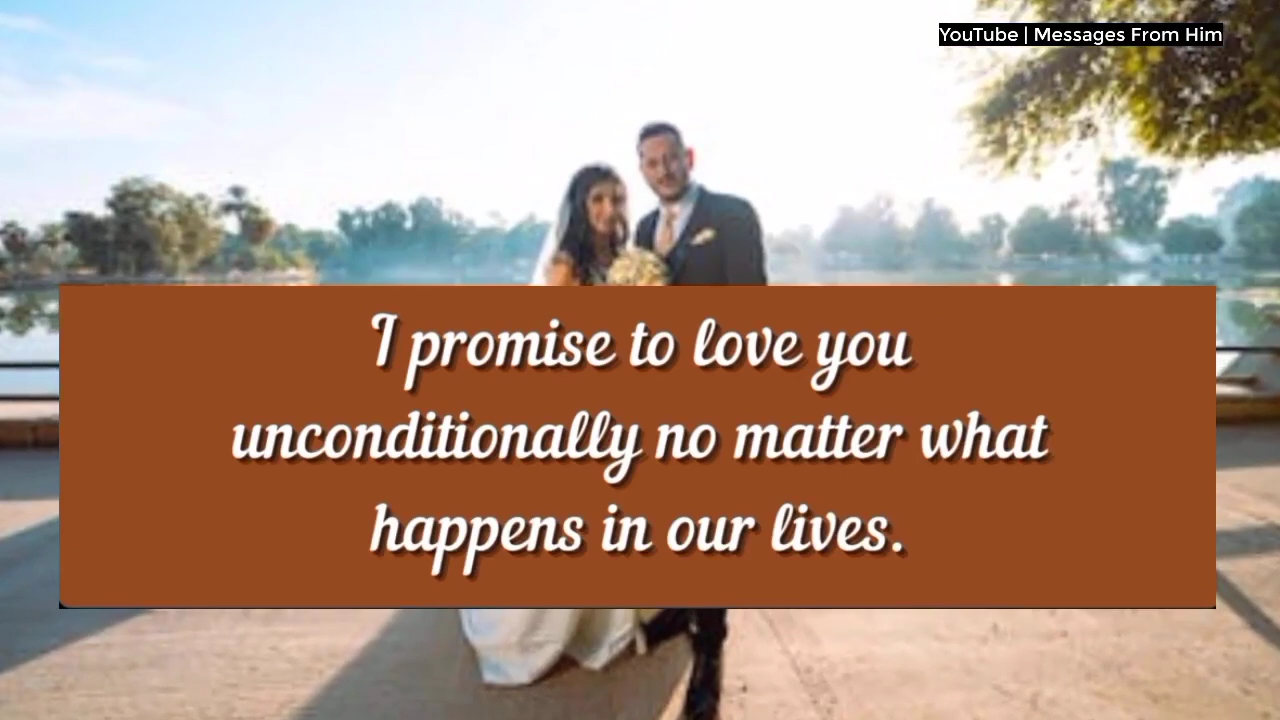 YouTube | Messages From Him
I promise to love you
unconditionally no matter what
happens in our lives.